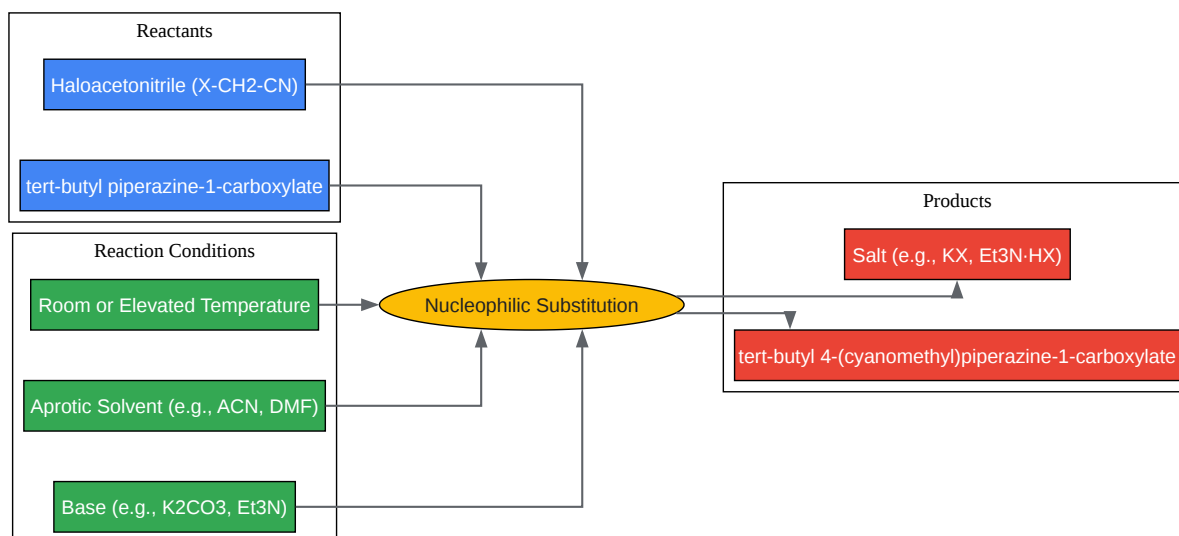 Reactants
Haloacetonitrile (X-CH2-CN)
tert-butyl piperazine-1-carboxylate
Reaction Conditions
Room or Elevated Temperature
Aprotic Solvent (e.g., ACN, DMF)
Base (e.g., K2CO3, Et3N)
Nucleophilic Substitution
Products
Salt (e.g., KX, Et3N·HX)
tert-butyl 4-(cyanomethyl)piperazine-1-carboxylate